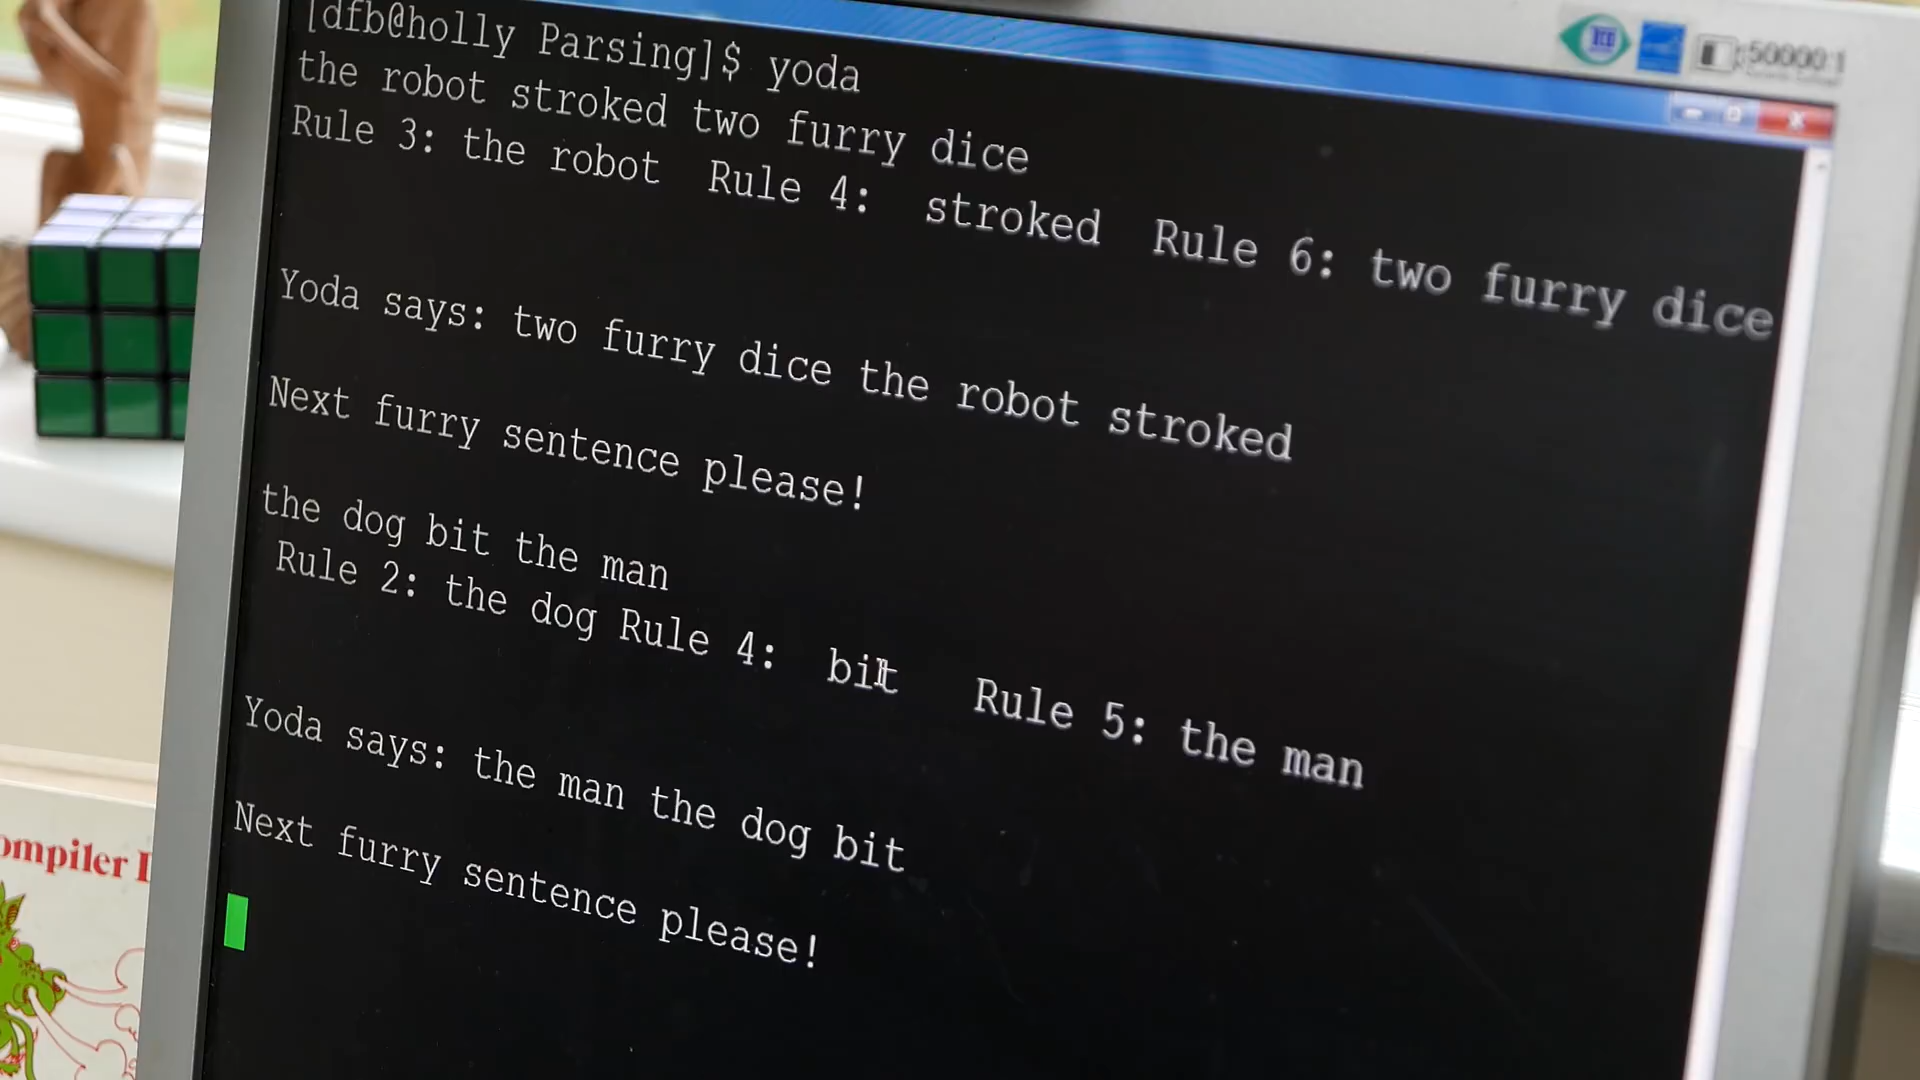 [dfb@holly Parsing]$ yoda
the robot stroked two furry dice
Rule 3: the robot  Rule 4:  stroked  Rule 6: two furry dice
Yoda says: two furry dice the robot stroked
Next furry sentence please!
the dog bit the man
Rule 2: the dog Rule 4:  bit   Rule 5: the man
Yoda says: the man the dog bit
Next furry sentence please!
50000:1
ompiler